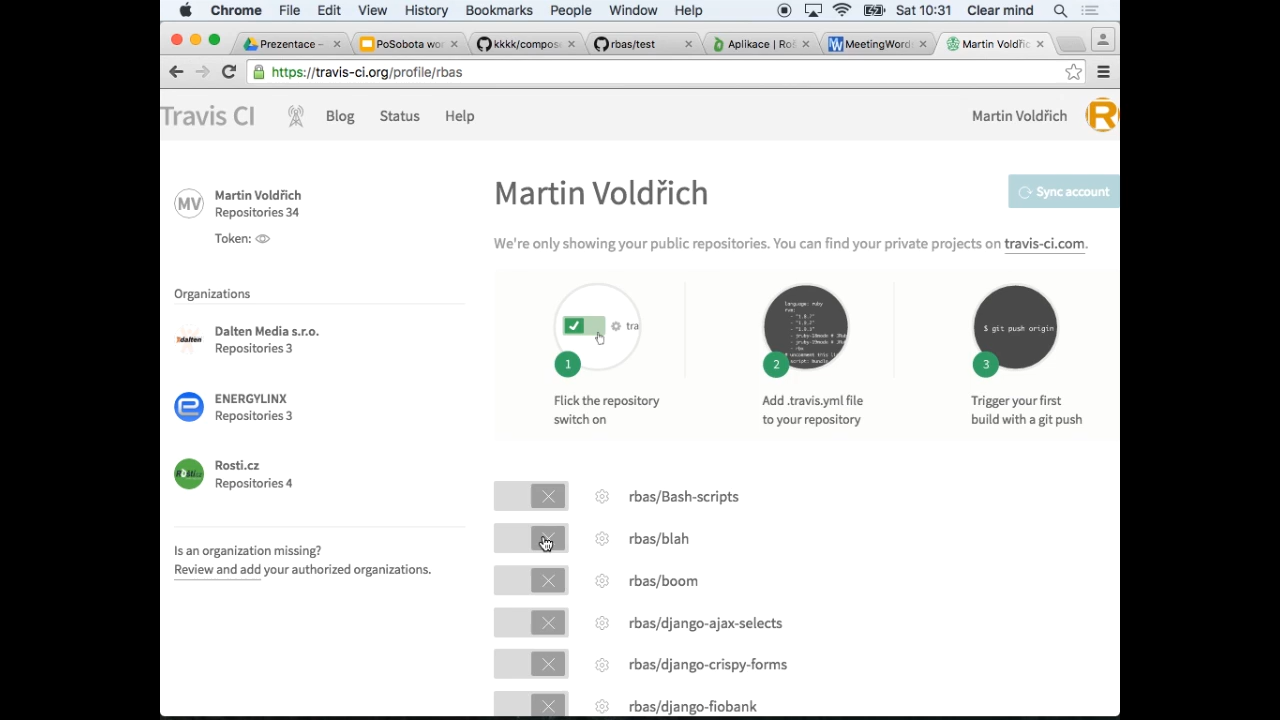 Chrome File Edit View History Bookmarks People Window Help Sat 10:31 Clear mind
Prezentace – PoSobota wo kkkk/compos rbas/test Aplikace | Ro MeetingWord Martin Voldřic
https://travis-ci.org/profile/rbas
Travis CI Blog Status Help Martin Voldřich R
MV Martin Voldřich
Repositories 34
Token:
Organizations
Dalten Media s.r.o.
Repositories 3
ENERGYLINX
Repositories 3
Rosti.cz
Repositories 4
Is an organization missing?
Review and add your authorized organizations.
Martin Voldřich
Sync account
We're only showing your public repositories. You can find your private projects on travis-ci.com.
tra
1
Flick the repository
switch on
language: ruby
rvm:
2
Add .travis.yml file
to your repository
$ git push origin
3
Trigger your first
build with a git push
rbas/Bash-scripts
rbas/blah
rbas/boom
rbas/django-ajax-selects
rbas/django-crispy-forms
rbas/django-fiobank